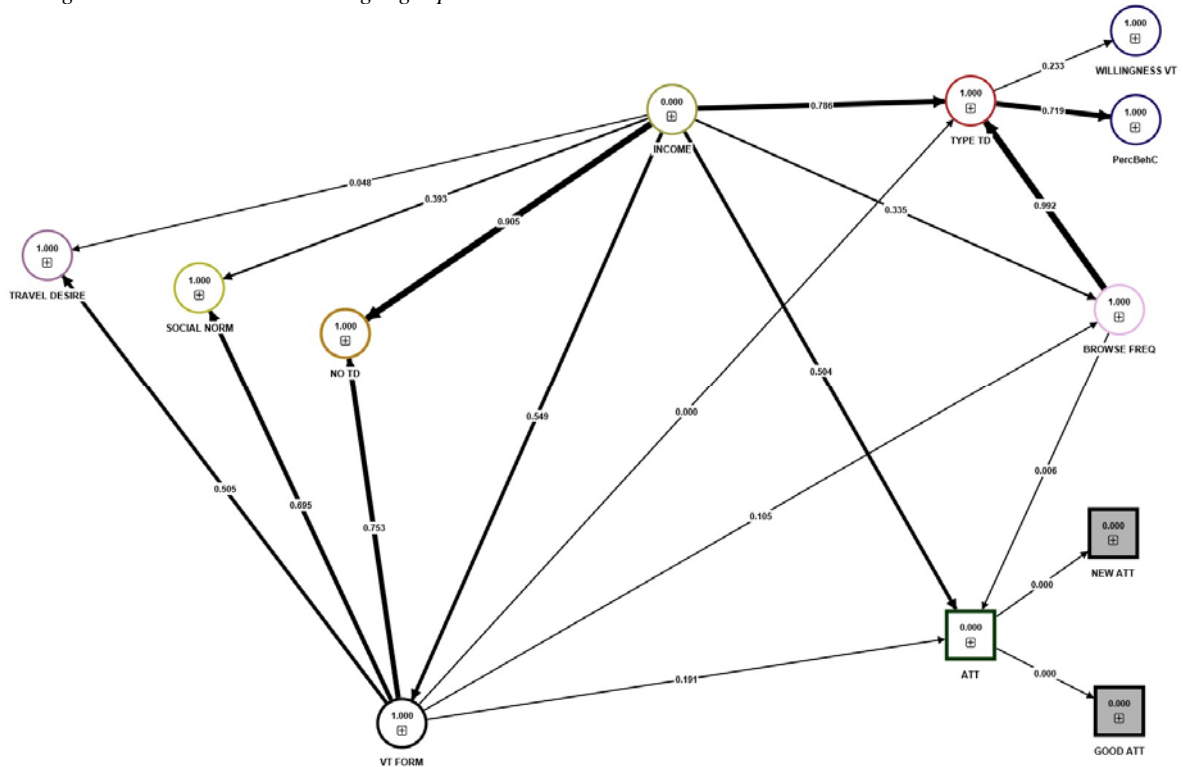 1.000
WILLINGNESS VT
0.233
1.000
TYPE TD
0.000
INCOME
0.786
0.719
1.000
PercBehC
0.048
0.393
0.905
0.335
0.992
1.000
TRAVEL DESIRE
1.000
SOCIAL NORM
1.000
NO TD
1.000
BROWSE FREQ
0.504
0.549
0.000
0.006
0.505
0.695
0.753
0.105
0.000
NEW ATT
0.000
0.000
ATT
0.000
0.191
0.000
GOOD ATT
1.000
VT FORM